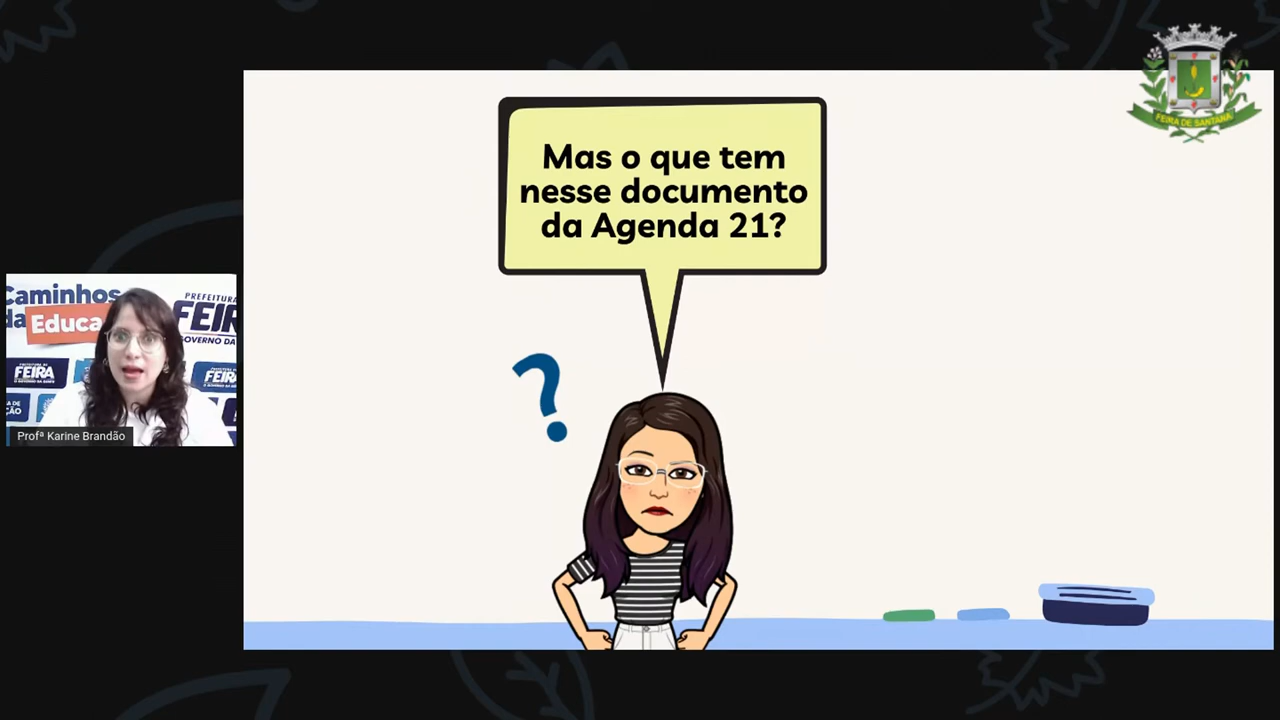 FEIRA DE SANTANA
Mas o que tem
nesse documento
da Agenda 21?
?
Caminhos
da Educa
PREFEITURA
FEIR
GOVERNO DA
FEIRA
FEIRA
Profª Karine Brandão